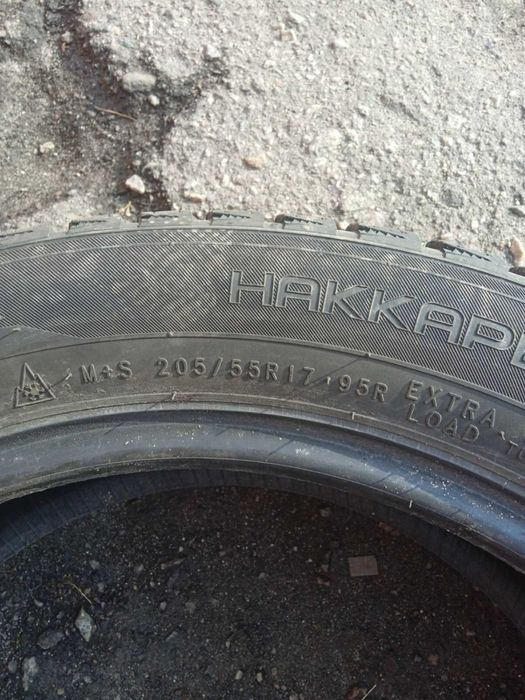 HAKKAPE
M+S 205/55R17 95R EXTRA
LOAD